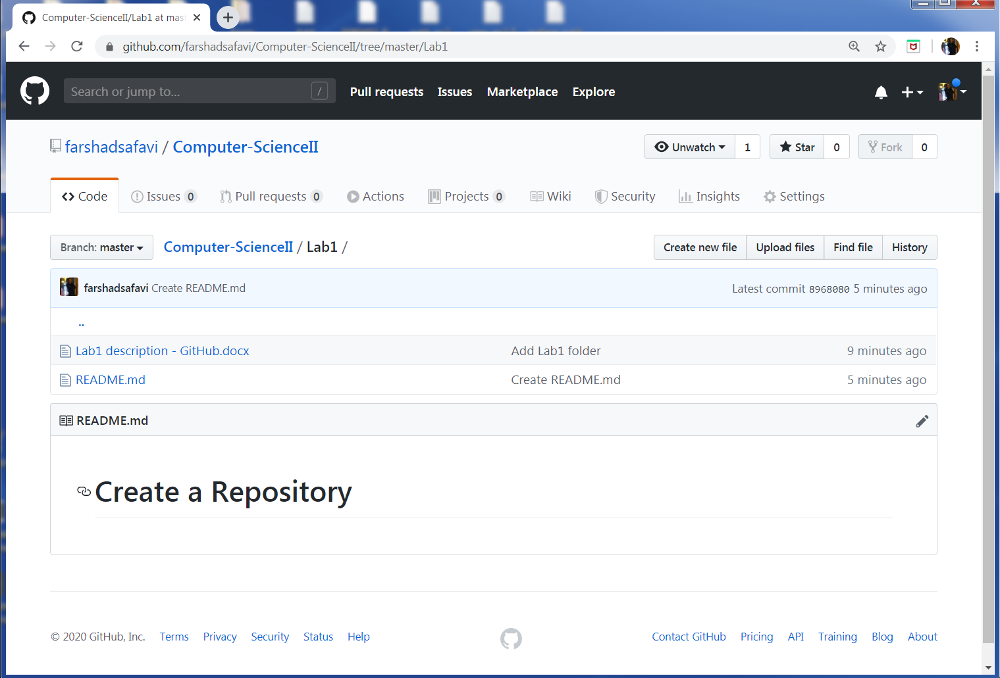 Computer-ScienceII/Lab1 at mast
github.com/farshadsafavi/Computer-ScienceII/tree/master/Lab1
Search or jump to... / Pull requests Issues Marketplace Explore
farshadsafavi / Computer-ScienceII Unwatch 1 Star 0 Fork 0
Code Issues 0 Pull requests 0 Actions Projects 0 Wiki Security Insights Settings
Branch: master Computer-ScienceII / Lab1 / Create new file Upload files Find file History
farshadsafavi Create README.md Latest commit 8968080 5 minutes ago
..
Lab1 description - GitHub.docx Add Lab1 folder 9 minutes ago
README.md Create README.md 5 minutes ago
README.md
Create a Repository
© 2020 GitHub, Inc. Terms Privacy Security Status Help Contact GitHub Pricing API Training Blog About